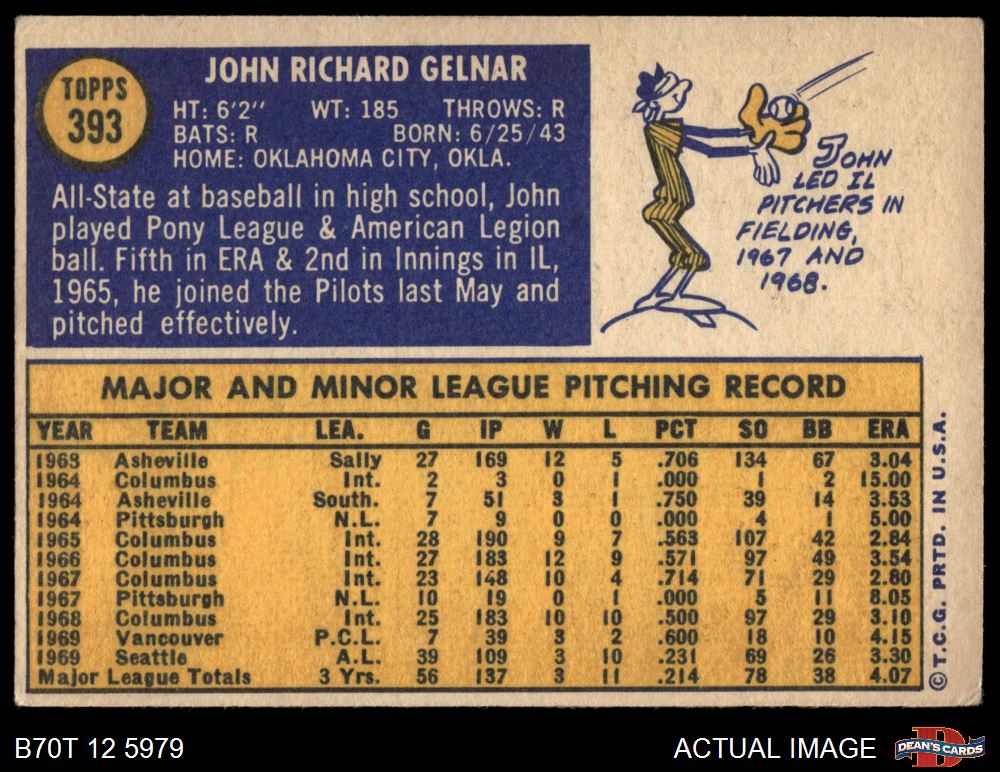 TOPPS
393
JOHN RICHARD GELNAR
HT: 6'2'' WT: 185 THROWS: R
BATS: R BORN: 6/25/43
HOME: OKLAHOMA CITY, OKLA.
All-State at baseball in high school, John
played Pony League & American Legion
ball. Fifth in ERA & 2nd in Innings in IL,
1965, he joined the Pilots last May and
pitched effectively.
JOHN
LED IL
PITCHERS IN
FIELDING,
1967 AND
1968.
MAJOR AND MINOR LEAGUE PITCHING RECORD
YEAR TEAM LEA. G IP W L PCT SO BB ERA
1963 Asheville Sally 27 169 12 5 .706 134 67 3.04
1964 Columbus Int. 2 3 0 1 .000 1 2 15.00
1964 Asheville South. 7 51 3 1 .750 39 14 3.53
1964 Pittsburgh N.L. 7 9 0 0 .000 4 1 5.00
1965 Columbus Int. 28 190 9 7 .563 107 42 2.84
1966 Columbus Int. 27 183 12 9 .571 97 49 3.54
1967 Columbus Int. 23 148 10 4 .714 71 29 2.80
1967 Pittsburgh N.L. 10 19 0 1 .000 5 11 8.05
1968 Columbus Int. 25 183 10 10 .500 97 29 3.10
1969 Vancouver P.C.L. 7 39 3 2 .600 18 10 4.15
1969 Seattle A.L. 39 109 3 10 .231 69 26 3.30
Major League Totals 3 Yrs. 56 137 3 11 .214 78 38 4.07
© T.C.G. PRTD. IN U.S.A.
B70T 12 5979
ACTUAL IMAGE
D
DEAN'S CARDS